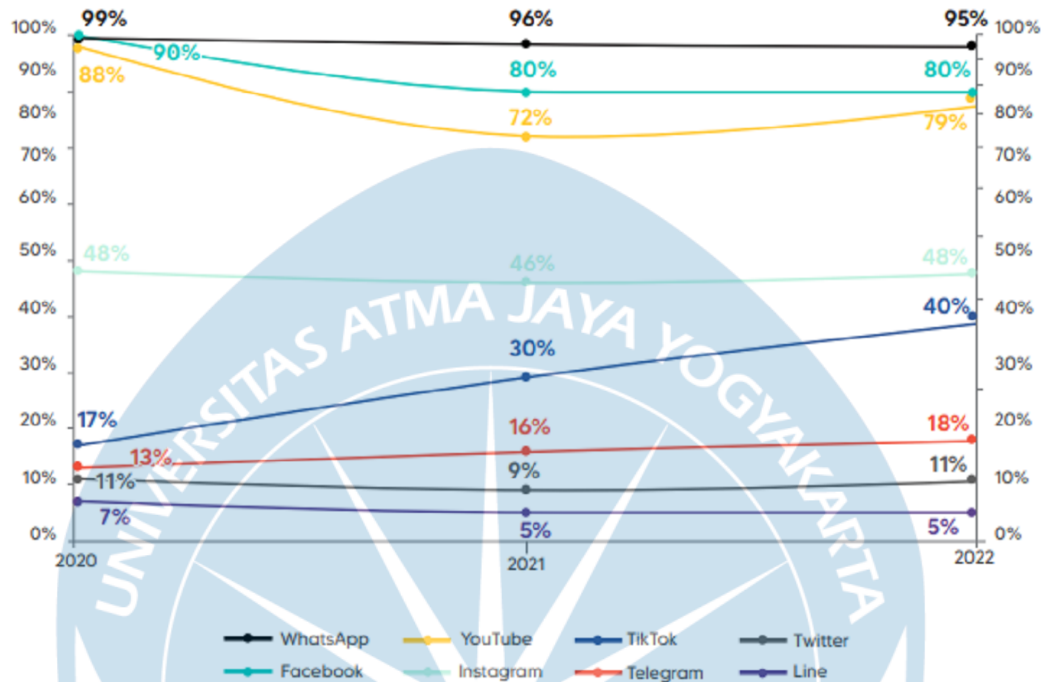 99% 96% 95%
100% 100%
90% 80% 80%
90% 90%
88% 72% 79%
80% 80%
70% 70%
60% 60%
50% 50%
48% 46% 48%
40% 40%
40%
30% 30% 30%
20% 20%
17% 16% 18%
13% 9% 11%
11%
10% 10%
7% 5% 5%
0% 0%
2020 2021 2022
UNIVERSITAS ATMA JAYA YOGYAKARTA
WhatsApp YouTube TikTok Twitter
Facebook Instagram Telegram Line